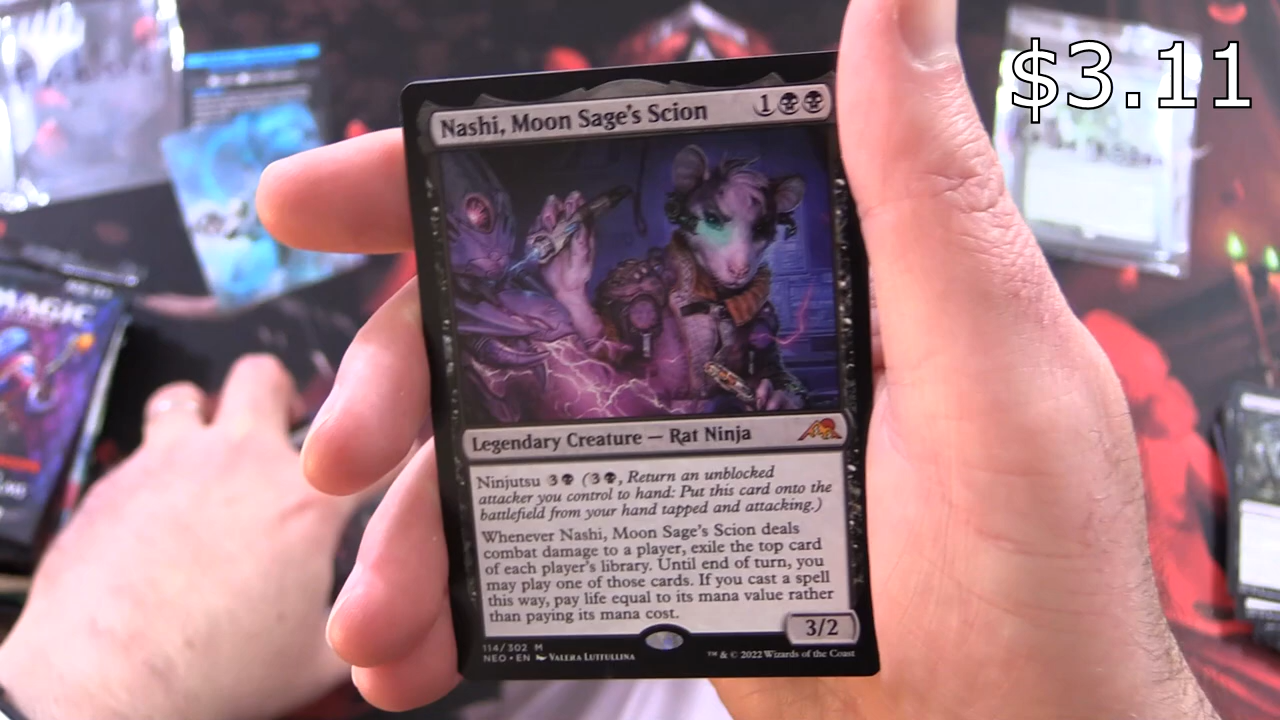 $3.11
Nashi, Moon Sage's Scion 1
Legendary Creature — Rat Ninja
Ninjutsu 3 (3, Return an unblocked
attacker you control to hand: Put this card onto the
battlefield from your hand tapped and attacking.)
Whenever Nashi, Moon Sage's Scion deals
combat damage to a player, exile the top card
of each player's library. Until end of turn, you
may play one of those cards. If you cast a spell
this way, pay life equal to its mana value rather
than paying its mana cost.
3/2
114/302 M
NEO • EN Valera Lutfullina
™ & © 2022 Wizards of the Coast
MAGIC